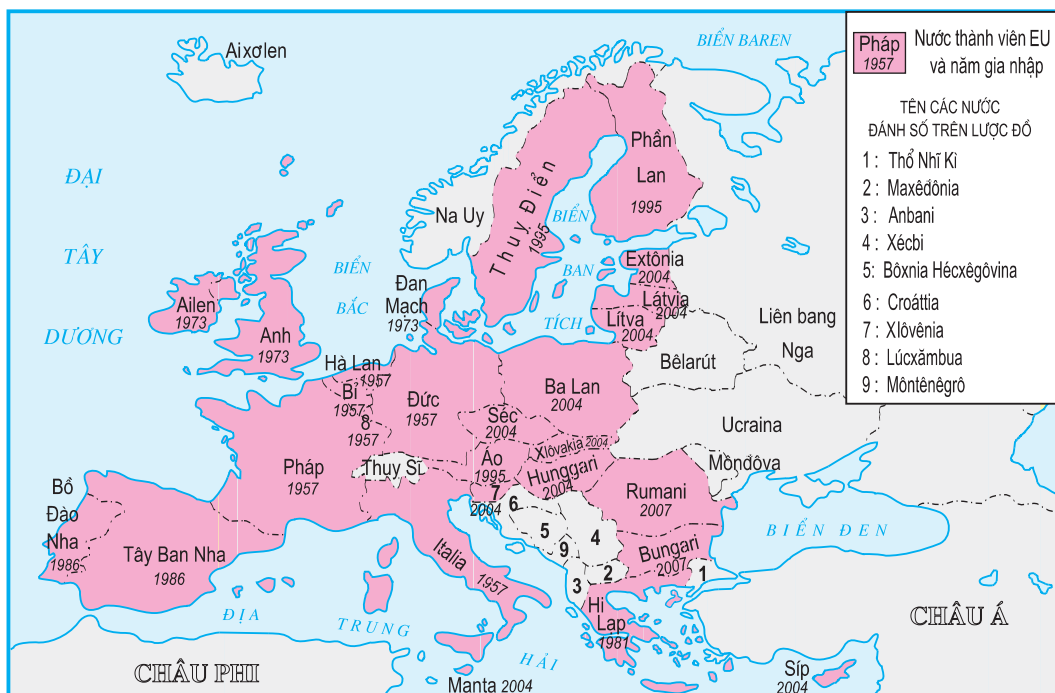 Aixơlen
BIỂN BAREN
Pháp
1957
Nước thành viên EU
và năm gia nhập
TÊN CÁC NƯỚC
ĐÁNH SỐ TRÊN LƯỢC ĐỒ
1 : Thổ Nhĩ Kì
2 : Maxêđônia
3 : Anbani
4 : Xécbi
5: Bôxnia Hécxêgôvina
6 : Croáttia
7 : Xlôvênia
8 : Lúcxămbua
9 : Môntênêgrô
ĐẠI
TÂY
DƯƠNG
Phần
Lan
1995
Na Uy
Thuỵ Điển
1995
BIỂN
BAN
TÍCH
BIỂN
BẮC
Extônia
2004
Látvia
2004
Lítva
2004
Đan
Mạch
1973
Ailen
1973
Anh
1973
Liên bang
Nga
Bêlarút
Hà Lan
1957
Bỉ
1957
8
1957
Đức
1957
Ba Lan
2004
Séc
2004
Ucraina
Xlôvakia 2004
Áo
1995
Hunggari
2004
Mônđôva
Thuỵ Sĩ
Pháp
1957
7
2004
6
Rumani
2007
Bồ
Đào
Nha
1986
Tây Ban Nha
1986
5
4
9
BIỂN ĐEN
Italia 1957
Bungari
2007
1
2
3
Hi
Lạp
1981
ĐỊA
TRUNG
HẢI
CHÂU Á
CHÂU PHI
Manta 2004
Síp
2004